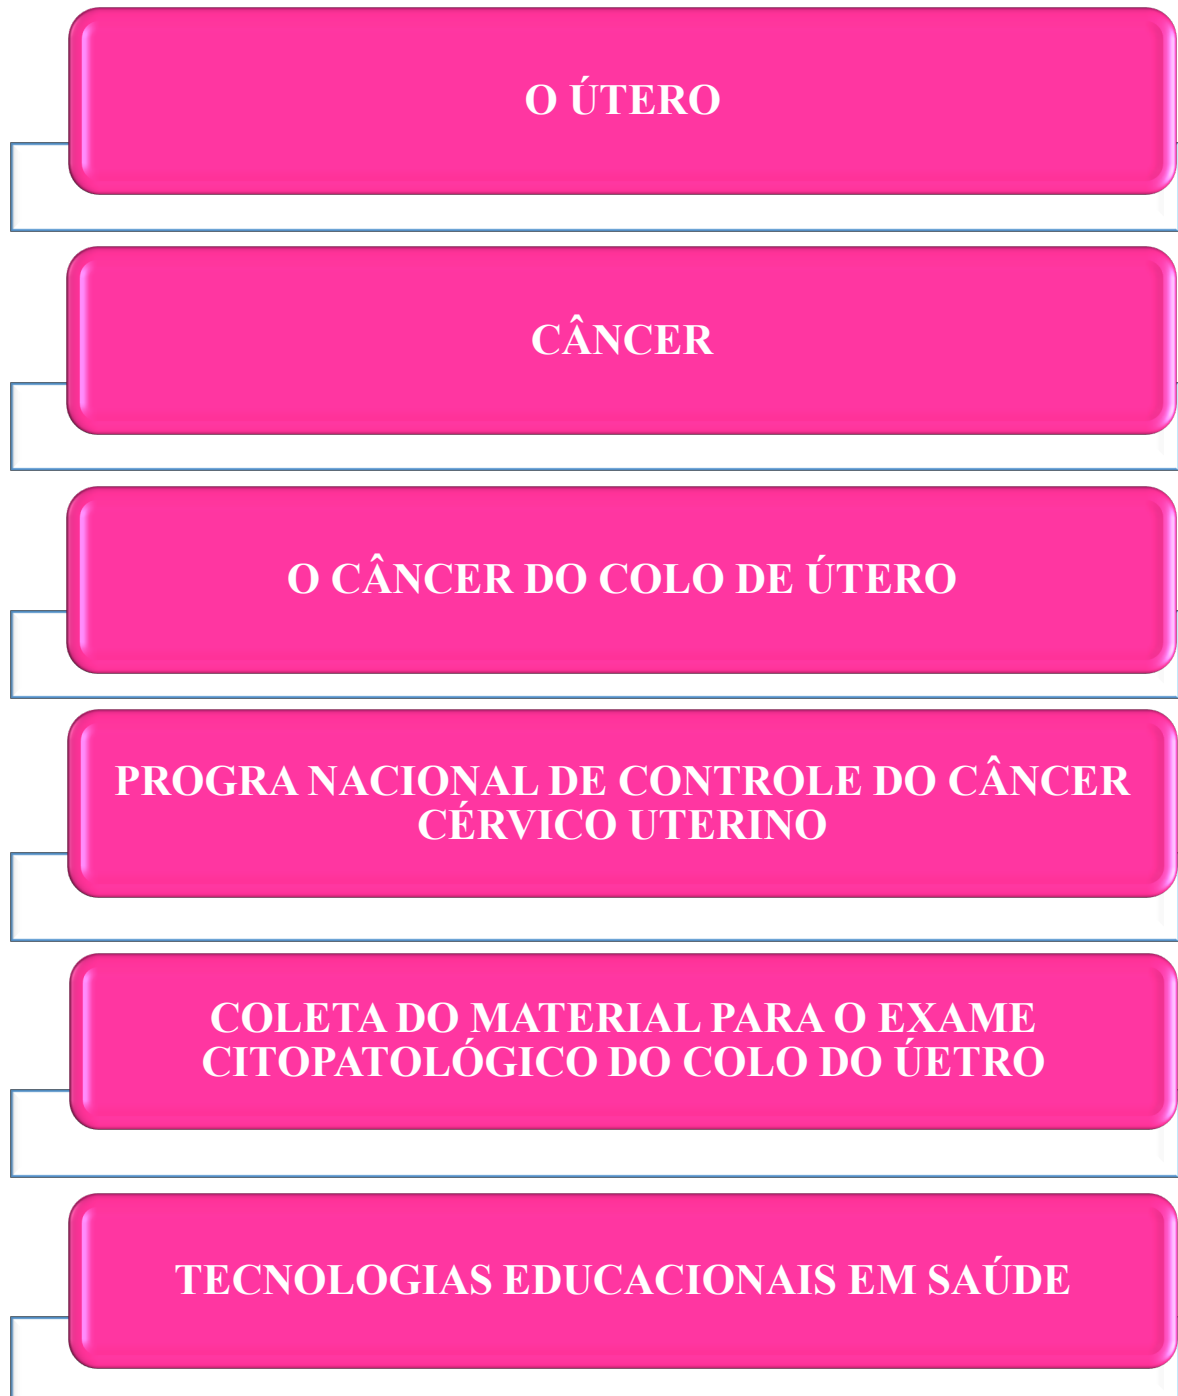 O ÚTERO
CÂNCER
O CÂNCER DO COLO DE ÚTERO
PROGRA NACIONAL DE CONTROLE DO CÂNCER
CÉRVICO UTERINO
COLETA DO MATERIAL PARA O EXAME
CITOPATOLÓGICO DO COLO DO ÚETRO
TECNOLOGIAS EDUCACIONAIS EM SAÚDE